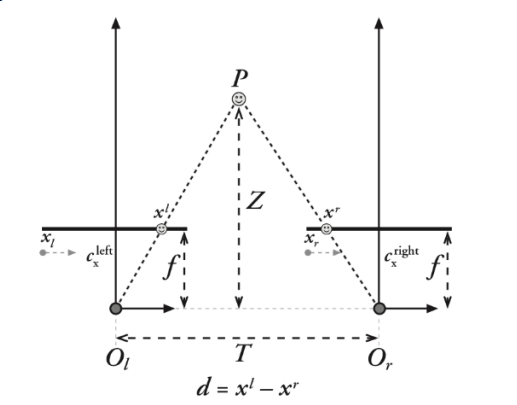 P
x^l x^r
Z
x_l c_x^left f x_r c_x^right f
T
O_l O_r
d = x^l – x^r